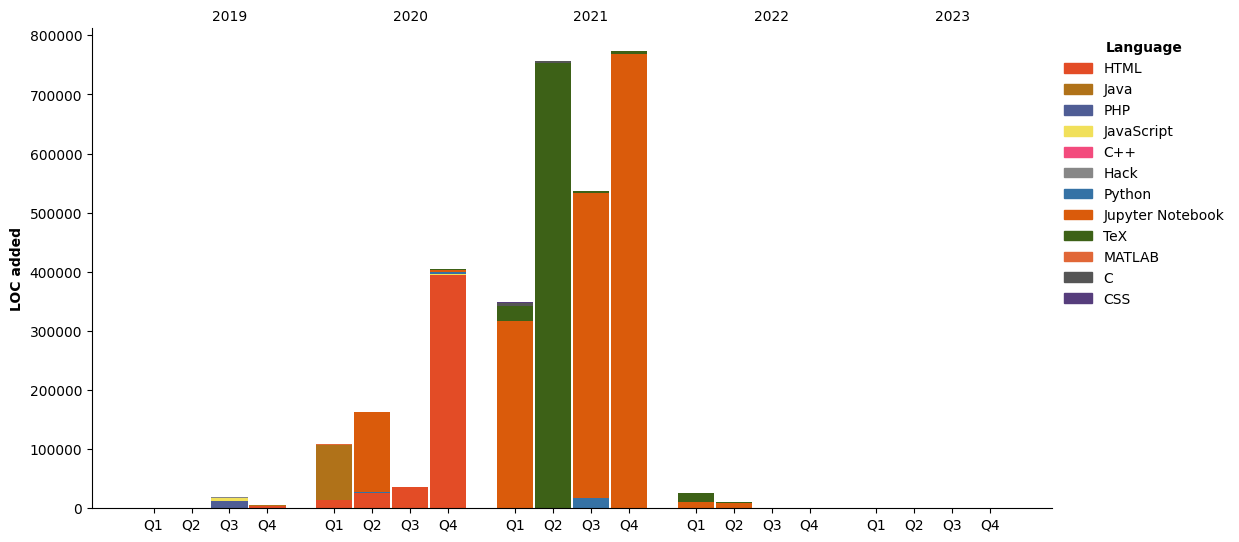 2019 2020 2021 2022 2023
800000
700000
600000
500000
400000
300000
200000
100000
0
LOC added
Q1 Q2 Q3 Q4 Q1 Q2 Q3 Q4 Q1 Q2 Q3 Q4 Q1 Q2 Q3 Q4 Q1 Q2 Q3 Q4
Language
HTML
Java
PHP
JavaScript
C++
Hack
Python
Jupyter Notebook
TeX
MATLAB
C
CSS